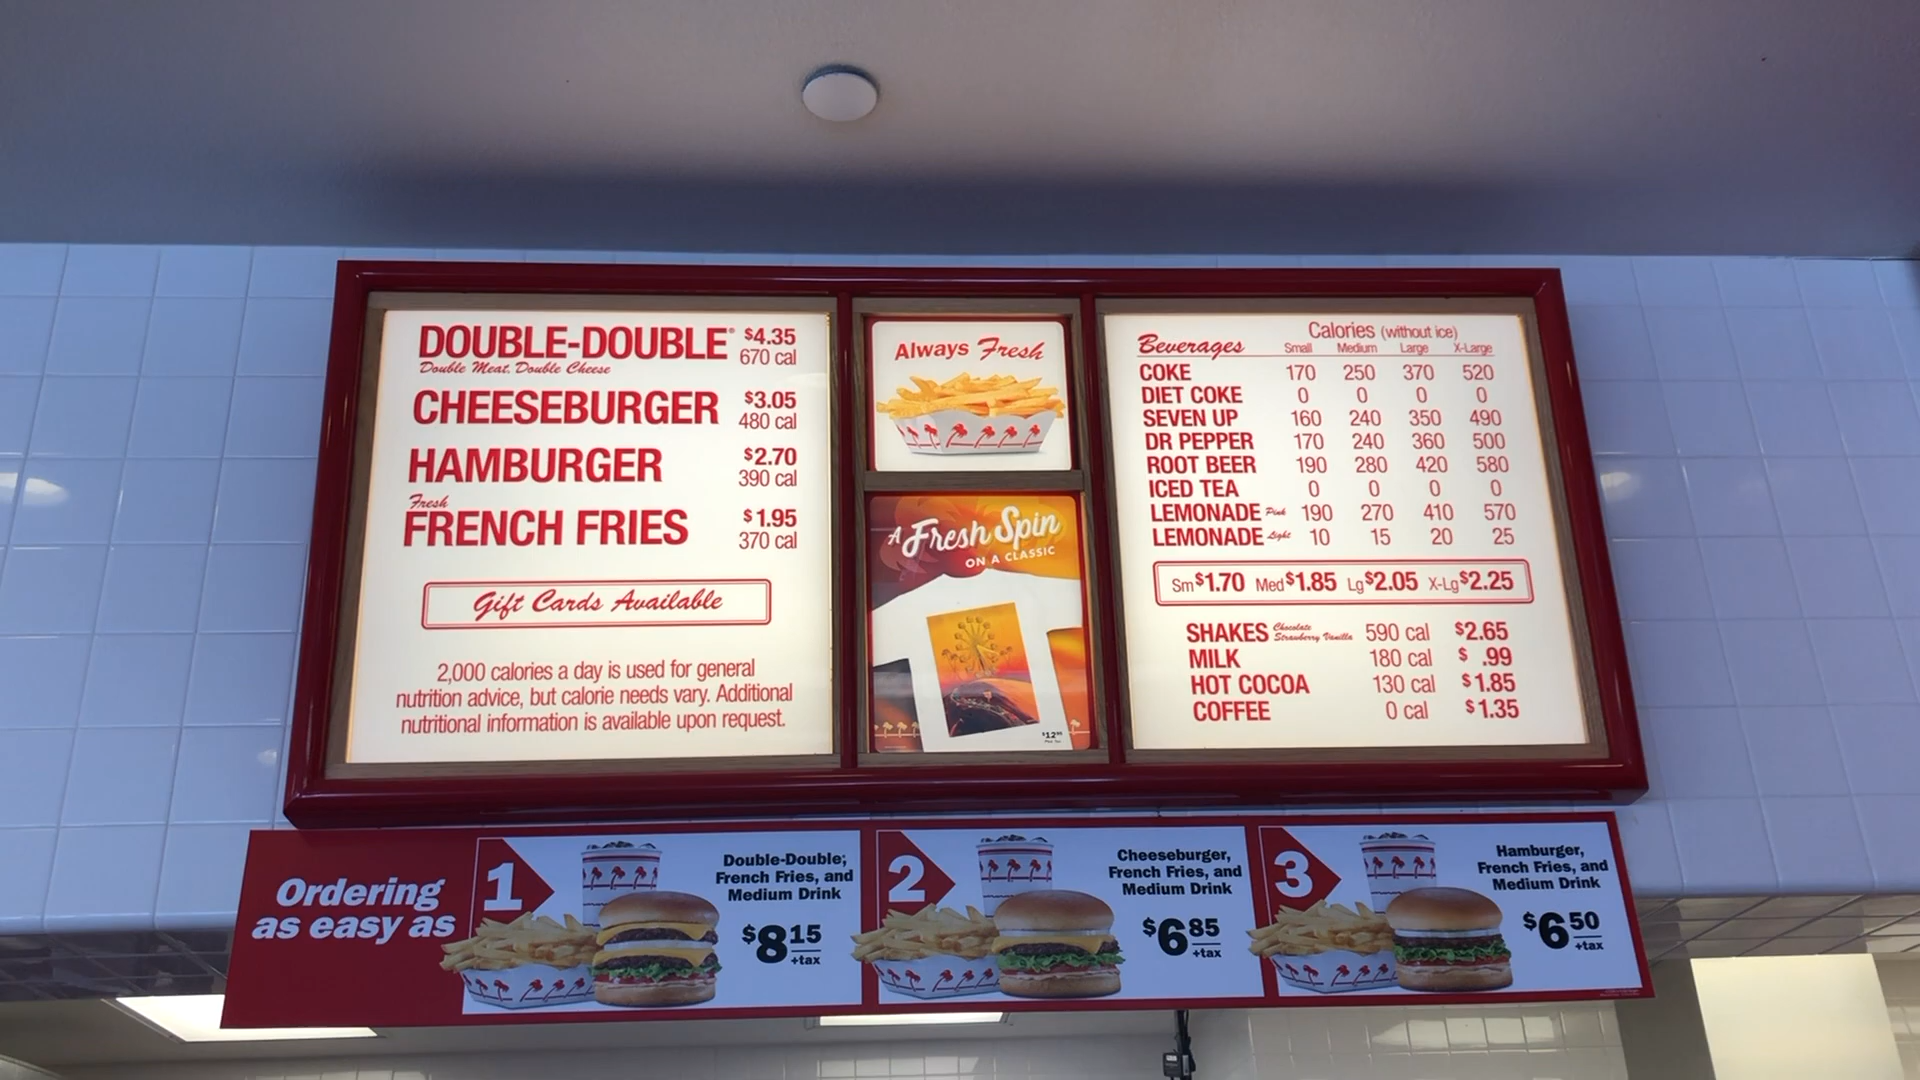 DOUBLE-DOUBLE® $4.35
Double Meat, Double Cheese 670 cal
CHEESEBURGER $3.05
480 cal
HAMBURGER $2.70
390 cal
Fresh
FRENCH FRIES $1.95
370 cal
Gift Cards Available
2,000 calories a day is used for general
nutrition advice, but calorie needs vary. Additional
nutritional information is available upon request.
Always Fresh
A Fresh Spin
ON A CLASSIC
Calories (without ice)
Beverages Small Medium Large X-Large
COKE 170 250 370 520
DIET COKE 0 0 0 0
SEVEN UP 160 240 350 490
DR PEPPER 170 240 360 500
ROOT BEER 190 280 420 580
ICED TEA 0 0 0 0
LEMONADE Pink 190 270 410 570
LEMONADE Light 10 15 20 25
Sm $1.70 Med $1.85 Lg $2.05 X-Lg $2.25
SHAKES Chocolate Strawberry Vanilla 590 cal $2.65
MILK 180 cal $ .99
HOT COCOA 130 cal $1.85
COFFEE 0 cal $1.35
Ordering
as easy as
1
Double-Double,®
French Fries, and
Medium Drink
$8 15
+tax
2
Cheeseburger,
French Fries, and
Medium Drink
$6 85
+tax
3
Hamburger,
French Fries, and
Medium Drink
$6 50
+tax